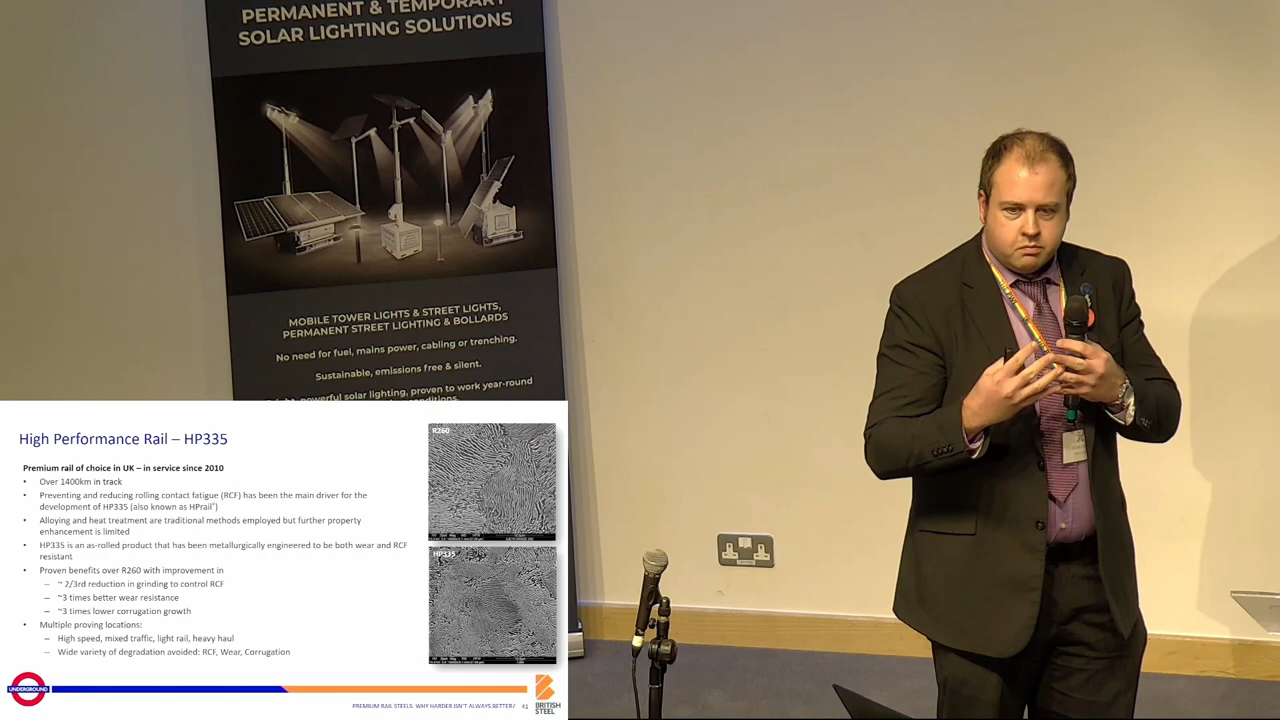 PERMANENT & TEMPORARY
SOLAR LIGHTING SOLUTIONS
MOBILE TOWER LIGHTS & STREET LIGHTS,
PERMANENT STREET LIGHTING & BOLLARDS
No need for fuel, mains power, cabling or trenching.
Sustainable, emissions free & silent.
powerful solar lighting, proven to work year-round
conditions.
High Performance Rail – HP335
Premium rail of choice in UK – in service since 2010
• Over 1400km in track
• Preventing and reducing rolling contact fatigue (RCF) has been the main driver for the
development of HP335 (also known as HPrail®)
• Alloying and heat treatment are traditional methods employed but further property
enhancement is limited
• HP335 is an as-rolled product that has been metallurgically engineered to be both wear and RCF
resistant
• Proven benefits over R260 with improvement in
– ~ 2/3rd reduction in grinding to control RCF
– ~3 times better wear resistance
– ~3 times lower corrugation growth
• Multiple proving locations:
– High speed, mixed traffic, light rail, heavy haul
– Wide variety of degradation avoided: RCF, Wear, Corrugation
R260
HP335
UNDERGROUND
PREMIUM RAIL STEELS: WHY HARDER ISN'T ALWAYS BETTER/ 41
BRITISH
STEEL